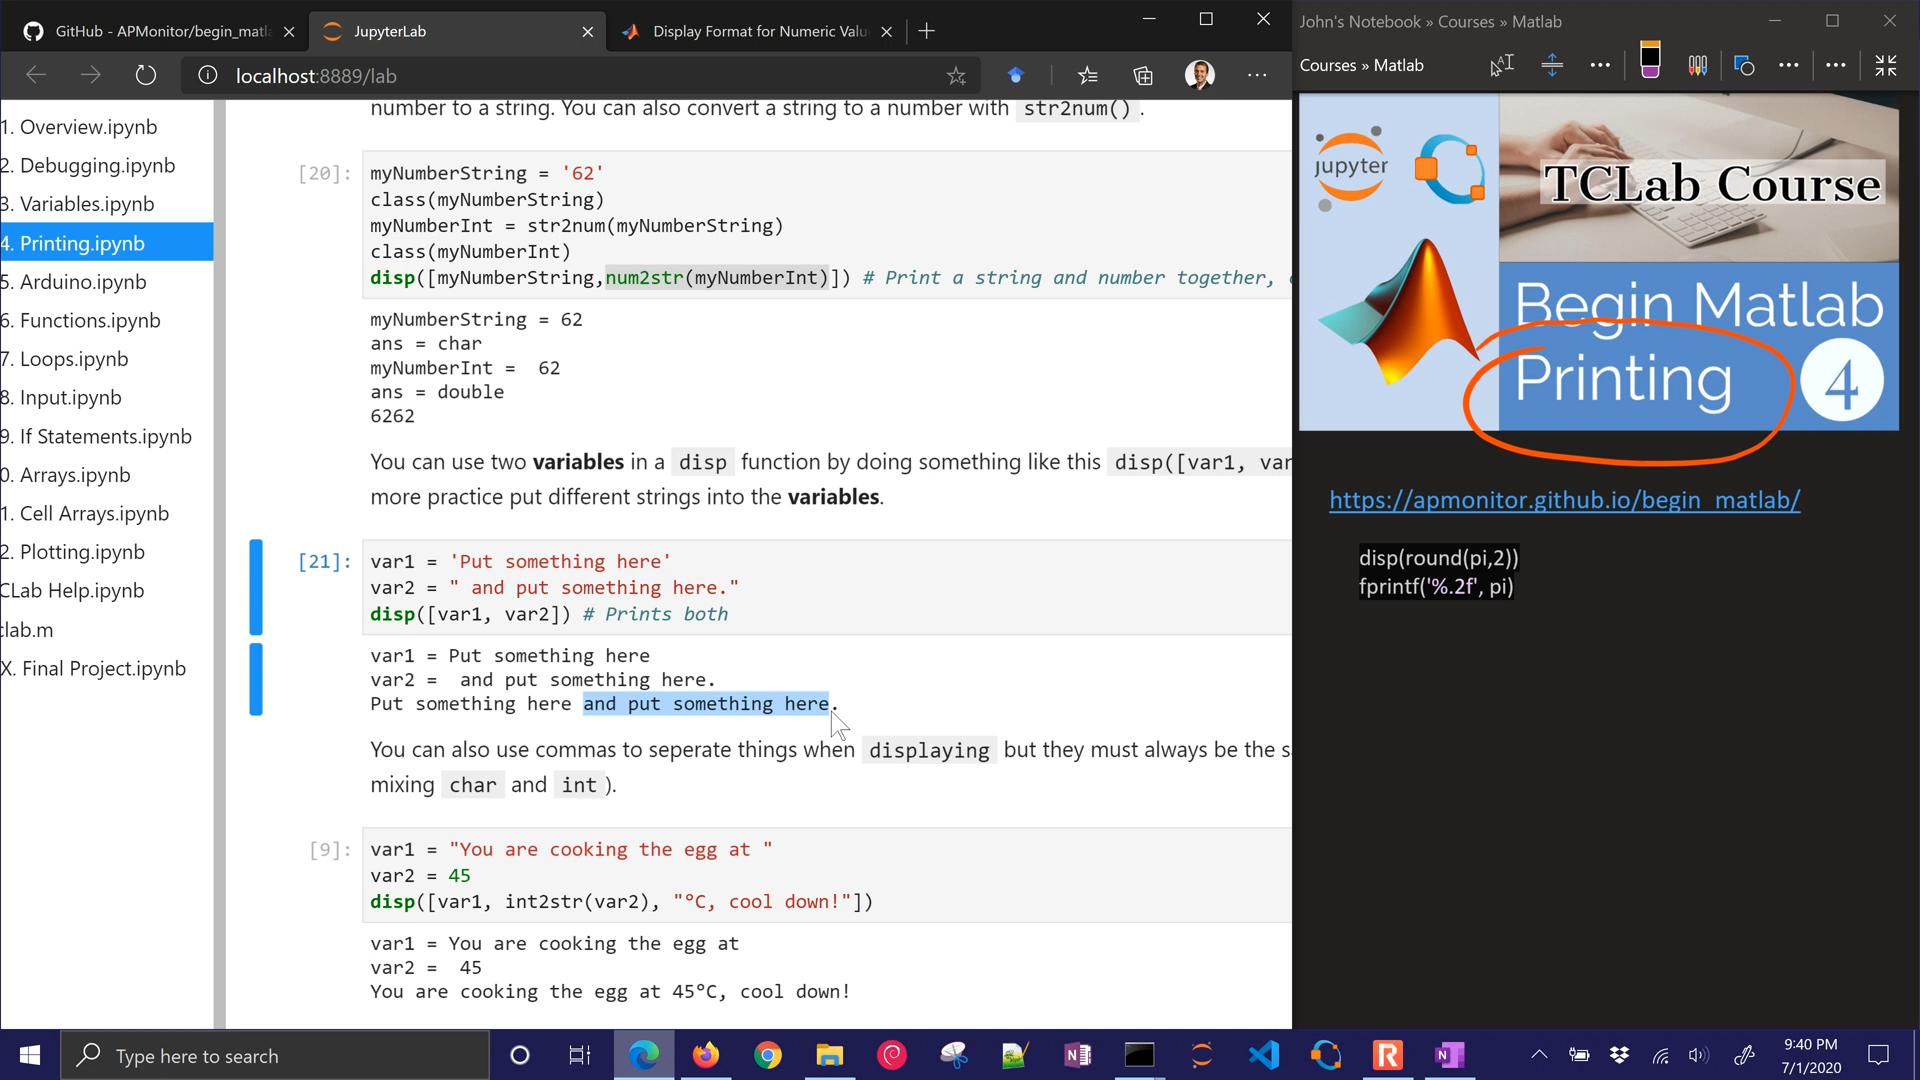 GitHub - APMonitor/begin_matla
JupyterLab
Display Format for Numeric Valu
localhost:8889/lab
1. Overview.ipynb
2. Debugging.ipynb
3. Variables.ipynb
4. Printing.ipynb
5. Arduino.ipynb
6. Functions.ipynb
7. Loops.ipynb
8. Input.ipynb
9. If Statements.ipynb
0. Arrays.ipynb
1. Cell Arrays.ipynb
2. Plotting.ipynb
CLab Help.ipynb
clab.m
X. Final Project.ipynb
number to a string. You can also convert a string to a number with str2num() .
[20]:
myNumberString = '62'
class(myNumberString)
myNumberInt = str2num(myNumberString)
class(myNumberInt)
disp([myNumberString,num2str(myNumberInt)]) # Print a string and number together,
myNumberString = 62
ans = char
myNumberInt =  62
ans = double
6262
You can use two variables in a disp function by doing something like this disp([var1, var
more practice put different strings into the variables.
[21]:
var1 = 'Put something here'
var2 = " and put something here."
disp([var1, var2]) # Prints both
var1 = Put something here
var2 =  and put something here.
Put something here and put something here.
You can also use commas to seperate things when displaying but they must always be the s
mixing char and int ).
[9]:
var1 = "You are cooking the egg at "
var2 = 45
disp([var1, int2str(var2), "°C, cool down!"])
var1 = You are cooking the egg at
var2 =  45
You are cooking the egg at 45°C, cool down!
John's Notebook » Courses » Matlab
Courses » Matlab
jupyter
TCLab Course
Begin Matlab
Printing
4
https://apmonitor.github.io/begin_matlab/
disp(round(pi,2))
fprintf('%.2f', pi)
Type here to search
9:40 PM
7/1/2020